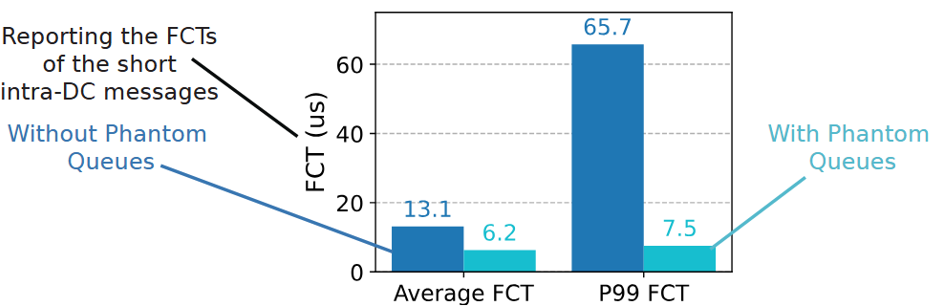 Reporting the FCTs
of the short
intra-DC messages
Without Phantom
Queues
With Phantom
Queues
FCT (us)
60
40
20
0
13.1
6.2
65.7
7.5
Average FCT
P99 FCT